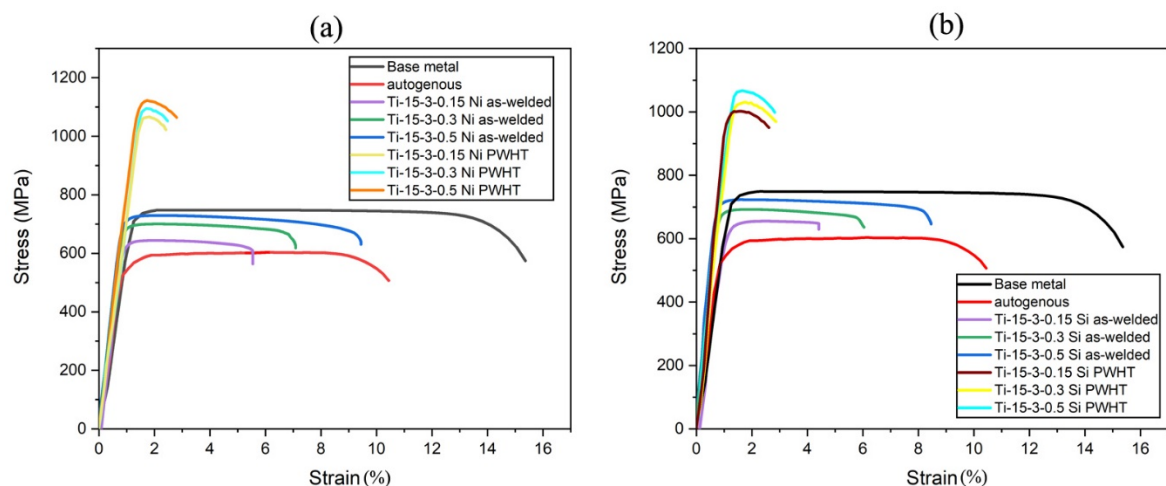 (a)
1200
1000
800
600
400
200
0
Stress (MPa)
Base metal
autogenous
Ti-15-3-0.15 Ni as-welded
Ti-15-3-0.3 Ni as-welded
Ti-15-3-0.5 Ni as-welded
Ti-15-3-0.15 Ni PWHT
Ti-15-3-0.3 Ni PWHT
Ti-15-3-0.5 Ni PWHT
0 2 4 6 8 10 12 14 16
Strain (%)
(b)
1200
1000
800
600
400
200
0
Stress (MPa)
Base metal
autogenous
Ti-15-3-0.15 Si as-welded
Ti-15-3-0.3 Si as-welded
Ti-15-3-0.5 Si as-welded
Ti-15-3-0.15 Si PWHT
Ti-15-3-0.3 Si PWHT
Ti-15-3-0.5 Si PWHT
0 2 4 6 8 10 12 14 16
Strain (%)